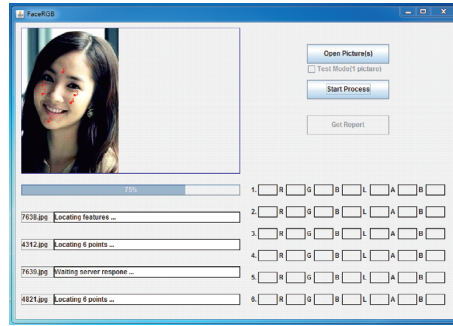 FaceRGB
Open Picture(s)
Test Mode(1 picture)
Start Process
Get Report
75%
1. R G B L A B
7638.jpg Locating features ...
2. R G B L A B
3. R G B L A B
4312.jpg Locating 6 points ...
4. R G B L A B
7639.jpg Waiting server respone ...
5. R G B L A B
4821.jpg Locating 6 points ...
6. R G B L A B